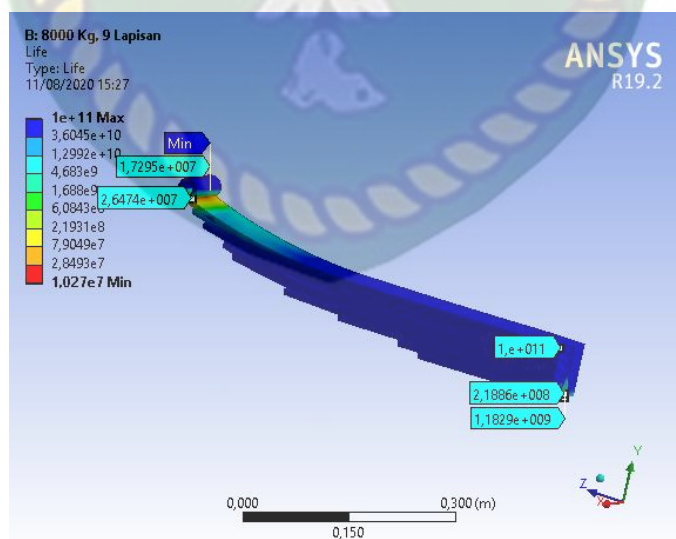 B: 8000 Kg, 9 Lapisan
Life
Type: Life
11/08/2020 15:27
ANSYS
R19.2
1e+11 Max
3,6045e+10
1,2992e+10
4,683e9
1,688e9
6,0843e8
2,1931e8
7,9049e7
2,8493e7
1,027e7 Min
Min
1,7295e+007
2,6474e+007
1,e+011
2,1886e+008
1,1829e+009
Y
Z
X
0,000
0,300 (m)
0,150